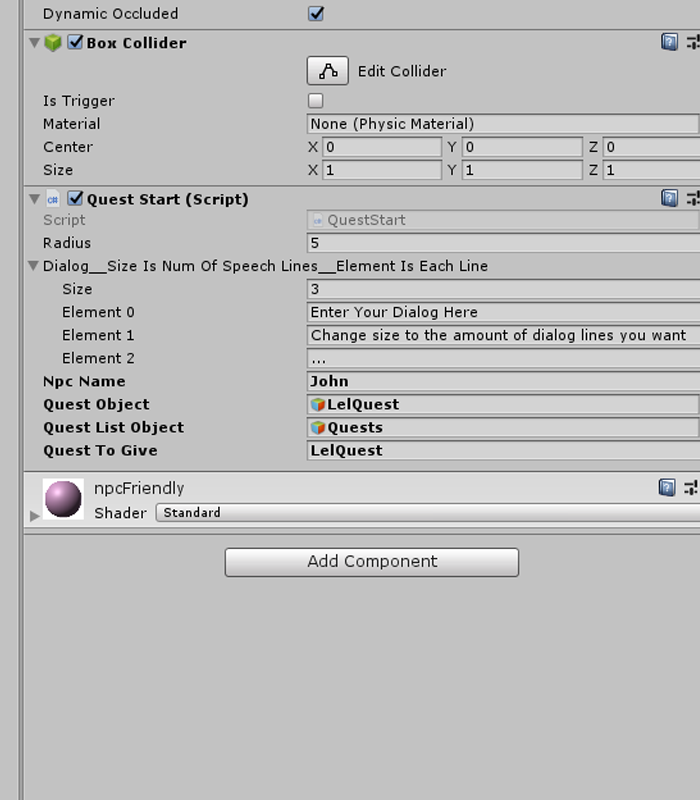 Dynamic Occluded
Box Collider
Edit Collider
Is Trigger
Material None (Physic Material)
Center X 0 Y 0 Z 0
Size X 1 Y 1 Z 1
c# Quest Start (Script)
Script QuestStart
Radius 5
Dialog__Size Is Num Of Speech Lines__Element Is Each Line
Size 3
Element 0 Enter Your Dialog Here
Element 1 Change size to the amount of dialog lines you want
Element 2 ...
Npc Name John
Quest Object LelQuest
Quest List Object Quests
Quest To Give LelQuest
npcFriendly
Shader Standard
Add Component